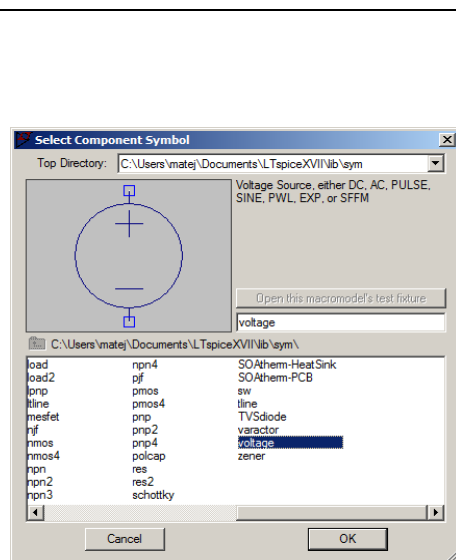 Select Component Symbol
Top Directory: C:\Users\matej\Documents\LTspiceXVII\lib\sym
Voltage Source, either DC, AC, PULSE,
SINE, PWL, EXP, or SFFM
Open this macromodel's test fixture
voltage
C:\Users\matej\Documents\LTspiceXVII\lib\sym\
load npn4 SOAtherm-HeatSink
load2 pjf SOAtherm-PCB
lpnp pmos sw
ltline pmos4 tline
mesfet pnp TVSdiode
njf pnp2 varactor
nmos pnp4 voltage
nmos4 polcap zener
npn res
npn2 res2
npn3 schottky
Cancel OK